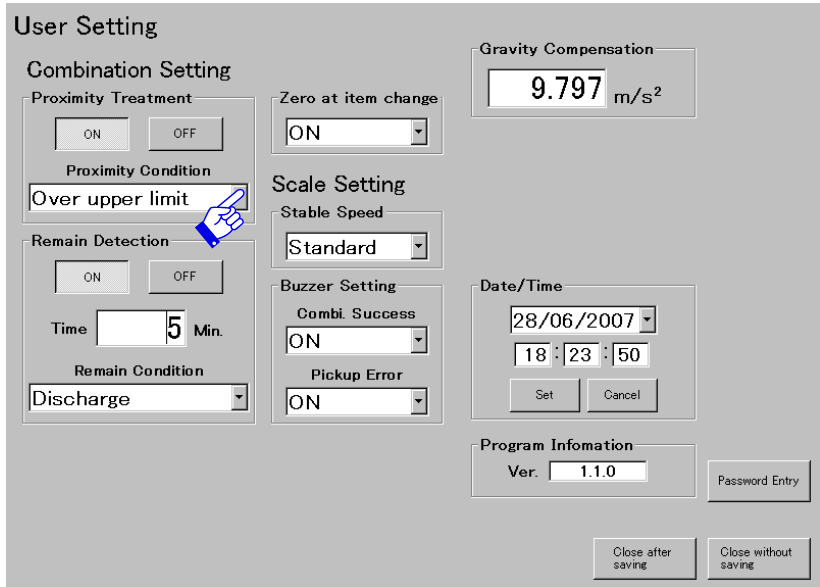 User Setting
Combination Setting
Proximity Treatment
ON
OFF
Proximity Condition
Over upper limit
Remain Detection
ON
OFF
Time 5 Min.
Remain Condition
Discharge
Zero at item change
ON
Scale Setting
Stable Speed
Standard
Buzzer Setting
Combi. Success
ON
Pickup Error
ON
Gravity Compensation
9.797 m/s²
Date/Time
28/06/2007
18 : 23 : 50
Set
Cancel
Program Infomation
Ver. 1.1.0
Password Entry
Close after
saving
Close without
saving